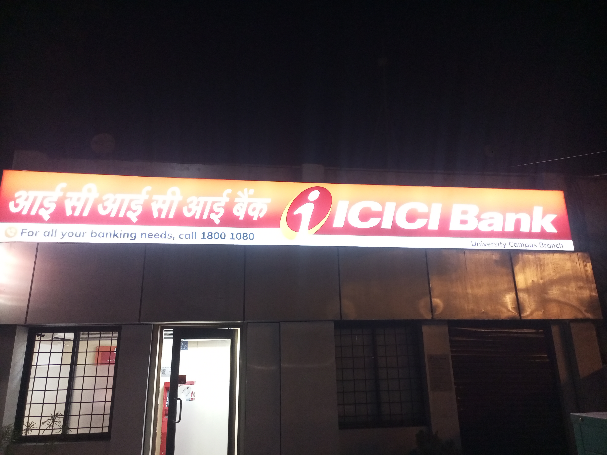 आई सी आई सी आई बैंक
i ICICI Bank
For all your banking needs, call 1800 1080
University Campus Branch